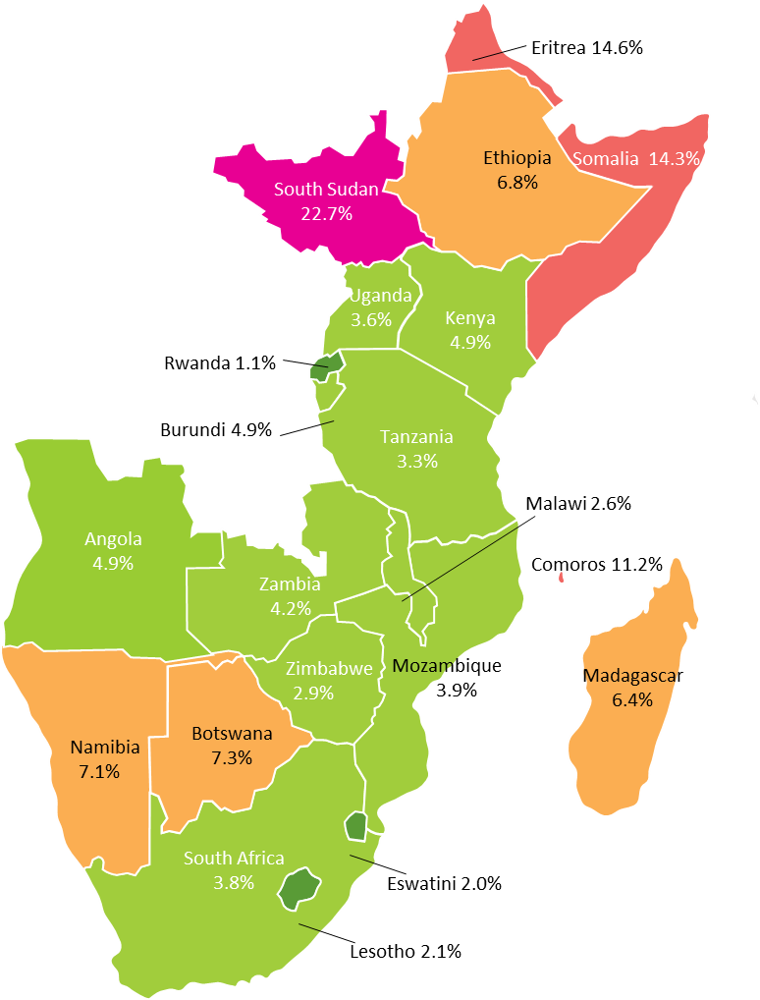 Eritrea 14.6%
Ethiopia
6.8%
Somalia 14.3%
South Sudan
22.7%
Uganda
3.6%
Kenya
4.9%
Rwanda 1.1%
Burundi 4.9%
Tanzania
3.3%
Malawi 2.6%
Angola
4.9%
Comoros 11.2%
Zambia
4.2%
Zimbabwe
2.9%
Mozambique
3.9%
Madagascar
6.4%
Namibia
7.1%
Botswana
7.3%
South Africa
3.8%
Eswatini 2.0%
Lesotho 2.1%